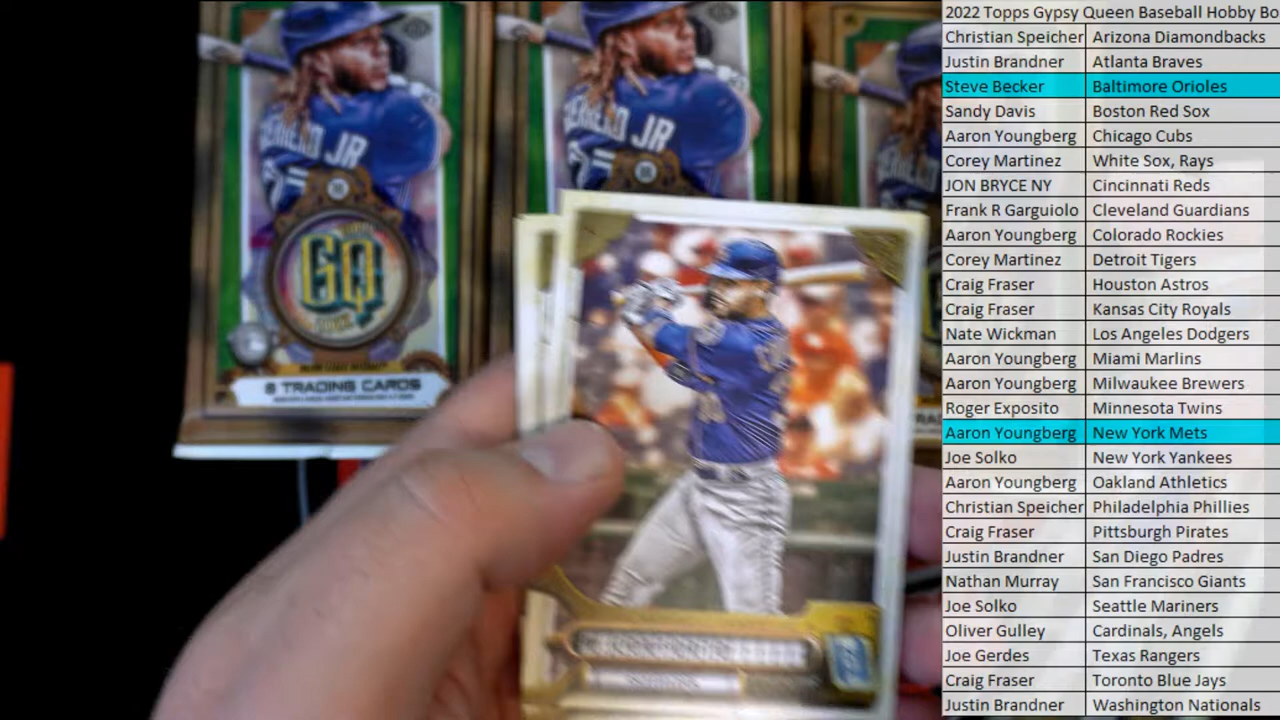 2022 Topps Gypsy Queen Baseball Hobby Bo
Christian Speicher Arizona Diamondbacks
Justin Brandner Atlanta Braves
Steve Becker Baltimore Orioles
Sandy Davis Boston Red Sox
Aaron Youngberg Chicago Cubs
Corey Martinez White Sox, Rays
JON BRYCE NY Cincinnati Reds
Frank R Garguiolo Cleveland Guardians
Aaron Youngberg Colorado Rockies
Corey Martinez Detroit Tigers
Craig Fraser Houston Astros
Craig Fraser Kansas City Royals
Nate Wickman Los Angeles Dodgers
Aaron Youngberg Miami Marlins
Aaron Youngberg Milwaukee Brewers
Roger Exposito Minnesota Twins
Aaron Youngberg New York Mets
Joe Solko New York Yankees
Aaron Youngberg Oakland Athletics
Christian Speicher Philadelphia Phillies
Craig Fraser Pittsburgh Pirates
Justin Brandner San Diego Padres
Nathan Murray San Francisco Giants
Joe Solko Seattle Mariners
Oliver Gulley Cardinals, Angels
Joe Gerdes Texas Rangers
Craig Fraser Toronto Blue Jays
Justin Brandner Washington Nationals
GQ
8 TRADING CARDS